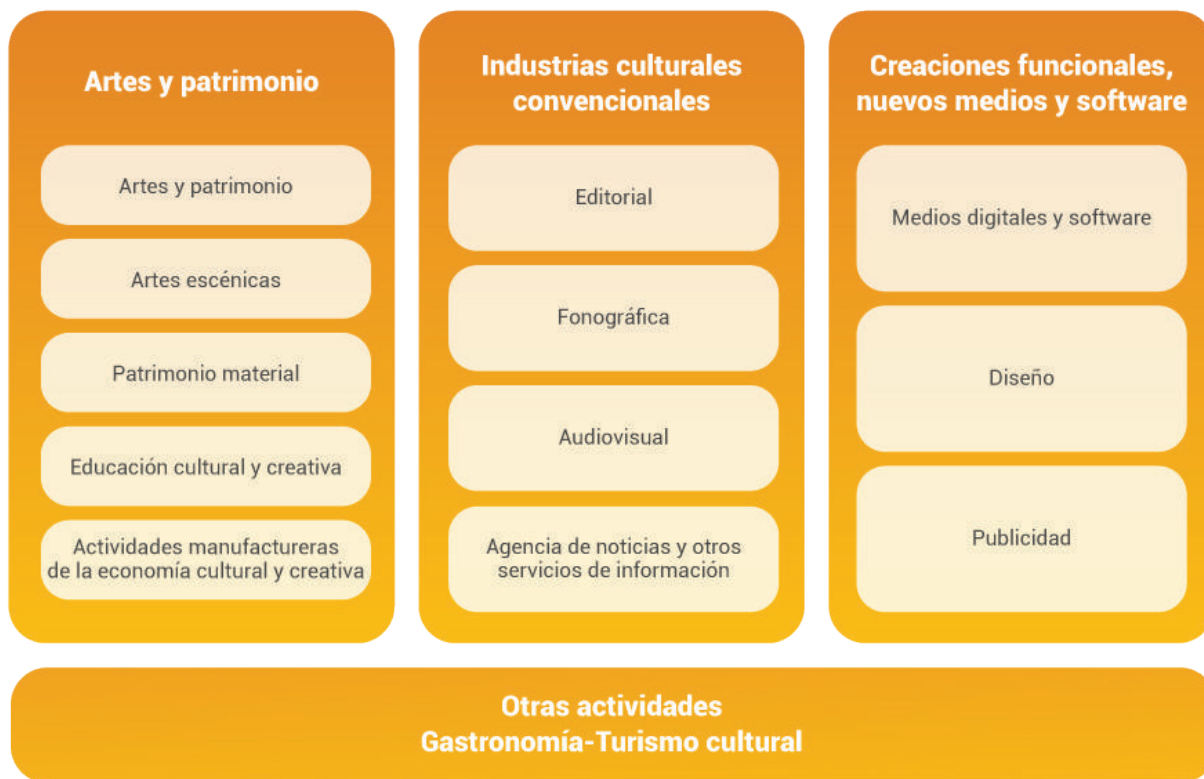 Artes y patrimonio
Artes y patrimonio
Artes escénicas
Patrimonio material
Educación cultural y creativa
Actividades manufactureras
de la economía cultural y creativa
Industrias culturales
convencionales
Editorial
Fonográfica
Audiovisual
Agencia de noticias y otros
servicios de información
Creaciones funcionales,
nuevos medios y software
Medios digitales y software
Diseño
Publicidad
Otras actividades
Gastronomía-Turismo cultural